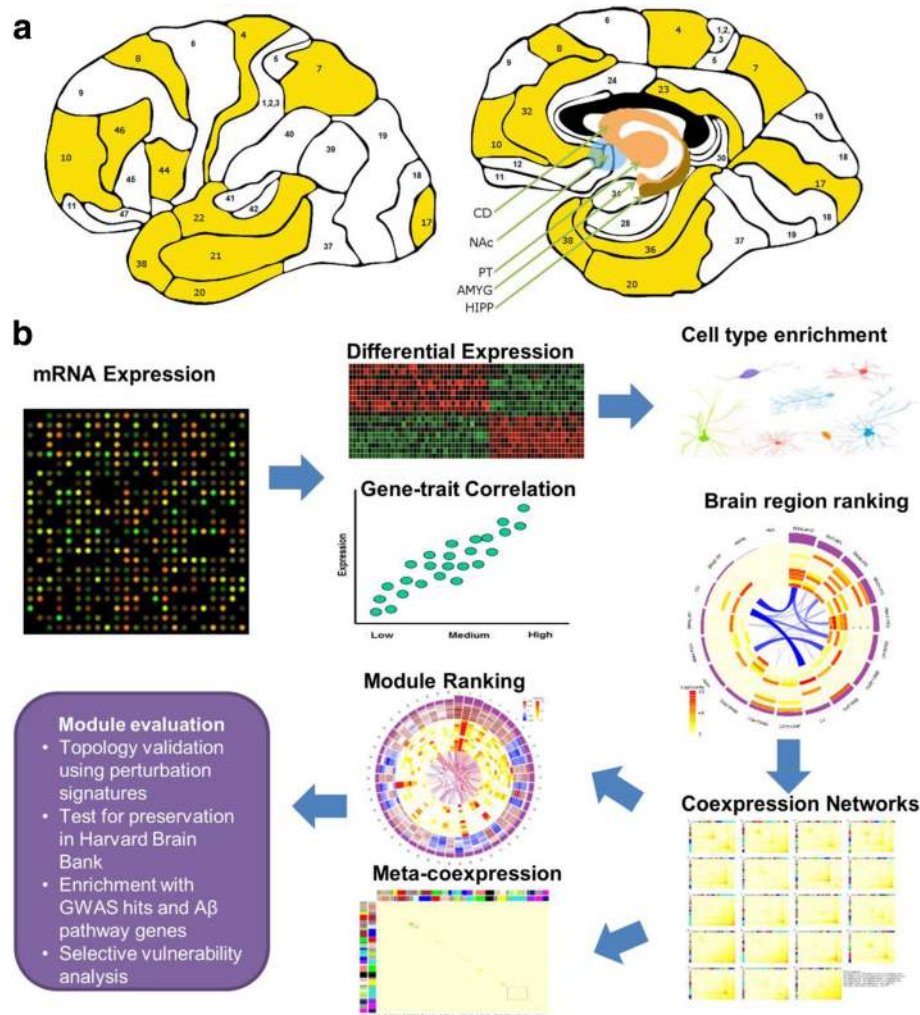 a
6
4
8
5
9
7
1,2,3
46
40
19
10
44
39
45
18
41
11
47
42
22
17
21
37
38
20
6
4
1,2,
3
8
5
9
7
24
23
32
19
10
12
30
18
11
17
CD
NAc
28
18
19
PT
38
36
37
AMYG
20
HIPP
b
mRNA Expression
Differential Expression
Cell type enrichment
Gene-trait Correlation
Expression
Low Medium High
Brain region ranking
Module Ranking
Coexpression Networks
Meta-coexpression
Module evaluation
• Topology validation
using perturbation
signatures
• Test for preservation
in Harvard Brain
Bank
• Enrichment with
GWAS hits and Aβ
pathway genes
• Selective vulnerability
analysis